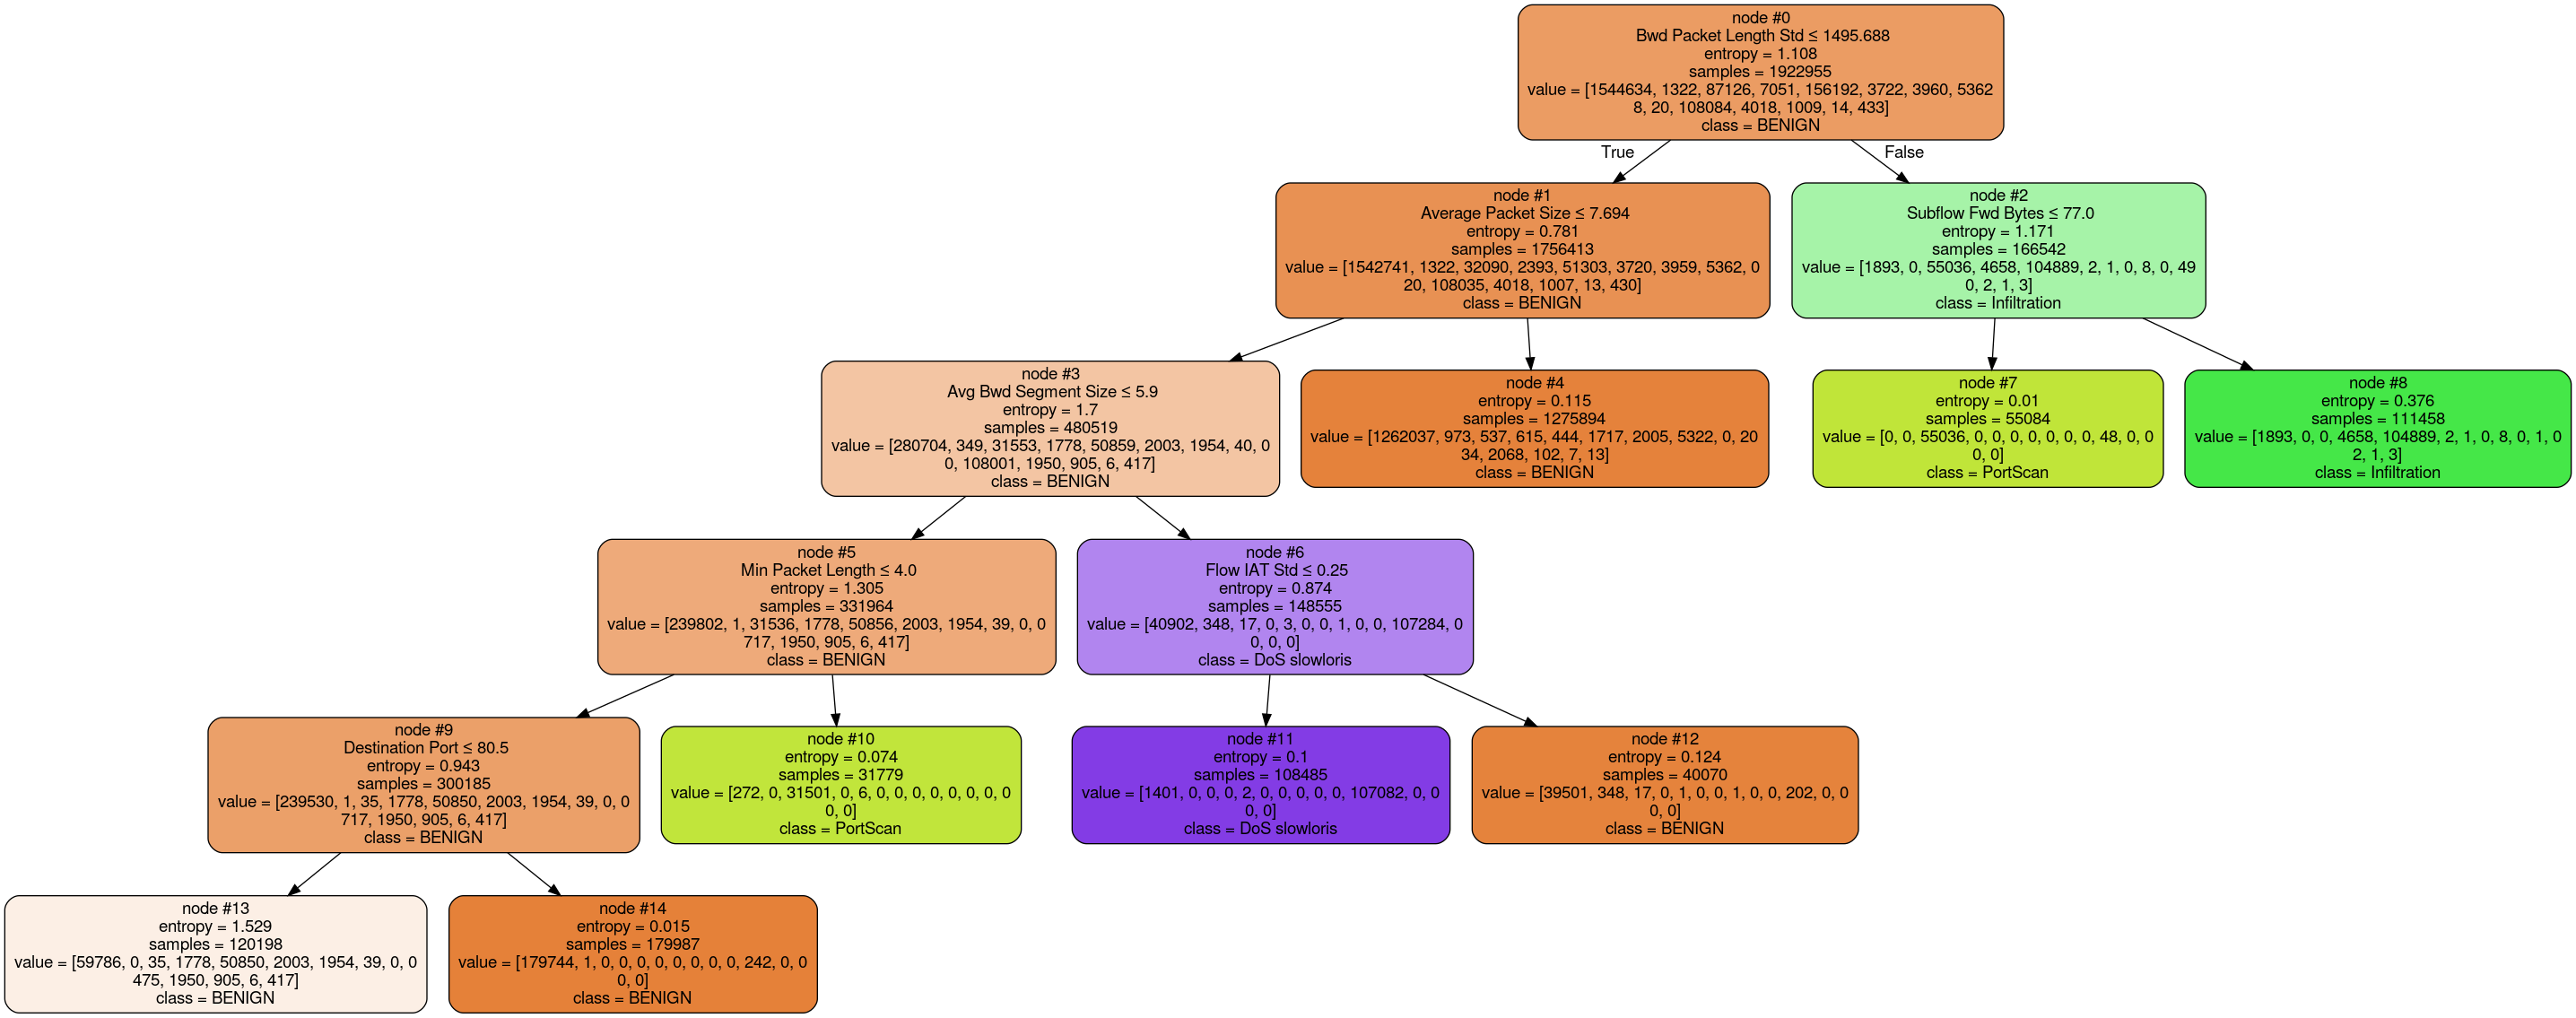 node #0
Bwd Packet Length Std ≤ 1495.688
entropy = 1.108
samples = 1922955
value = [1544634, 1322, 87126, 7051, 156192, 3722, 3960, 5362
8, 20, 108084, 4018, 1009, 14, 433]
class = BENIGN
True
False
node #1
Average Packet Size ≤ 7.694
entropy = 0.781
samples = 1756413
value = [1542741, 1322, 32090, 2393, 51303, 3720, 3959, 5362, 0
20, 108035, 4018, 1007, 13, 430]
class = BENIGN
node #2
Subflow Fwd Bytes ≤ 77.0
entropy = 1.171
samples = 166542
value = [1893, 0, 55036, 4658, 104889, 2, 1, 0, 8, 0, 49
0, 2, 1, 3]
class = Infiltration
node #3
Avg Bwd Segment Size ≤ 5.9
entropy = 1.7
samples = 480519
value = [280704, 349, 31553, 1778, 50859, 2003, 1954, 40, 0
0, 108001, 1950, 905, 6, 417]
class = BENIGN
node #4
entropy = 0.115
samples = 1275894
value = [1262037, 973, 537, 615, 444, 1717, 2005, 5322, 0, 20
34, 2068, 102, 7, 13]
class = BENIGN
node #7
entropy = 0.01
samples = 55084
value = [0, 0, 55036, 0, 0, 0, 0, 0, 0, 0, 48, 0, 0
0, 0]
class = PortScan
node #8
entropy = 0.376
samples = 111458
value = [1893, 0, 0, 4658, 104889, 2, 1, 0, 8, 0, 1, 0
2, 1, 3]
class = Infiltration
node #5
Min Packet Length ≤ 4.0
entropy = 1.305
samples = 331964
value = [239802, 1, 31536, 1778, 50856, 2003, 1954, 39, 0, 0
717, 1950, 905, 6, 417]
class = BENIGN
node #6
Flow IAT Std ≤ 0.25
entropy = 0.874
samples = 148555
value = [40902, 348, 17, 0, 3, 0, 0, 1, 0, 0, 107284, 0
0, 0, 0]
class = DoS slowloris
node #9
Destination Port ≤ 80.5
entropy = 0.943
samples = 300185
value = [239530, 1, 35, 1778, 50850, 2003, 1954, 39, 0, 0
717, 1950, 905, 6, 417]
class = BENIGN
node #10
entropy = 0.074
samples = 31779
value = [272, 0, 31501, 0, 6, 0, 0, 0, 0, 0, 0, 0, 0
0, 0]
class = PortScan
node #11
entropy = 0.1
samples = 108485
value = [1401, 0, 0, 0, 2, 0, 0, 0, 0, 0, 107082, 0, 0
0, 0]
class = DoS slowloris
node #12
entropy = 0.124
samples = 40070
value = [39501, 348, 17, 0, 1, 0, 0, 1, 0, 0, 202, 0, 0
0, 0]
class = BENIGN
node #13
entropy = 1.529
samples = 120198
value = [59786, 0, 35, 1778, 50850, 2003, 1954, 39, 0, 0
475, 1950, 905, 6, 417]
class = BENIGN
node #14
entropy = 0.015
samples = 179987
value = [179744, 1, 0, 0, 0, 0, 0, 0, 0, 0, 242, 0, 0
0, 0]
class = BENIGN